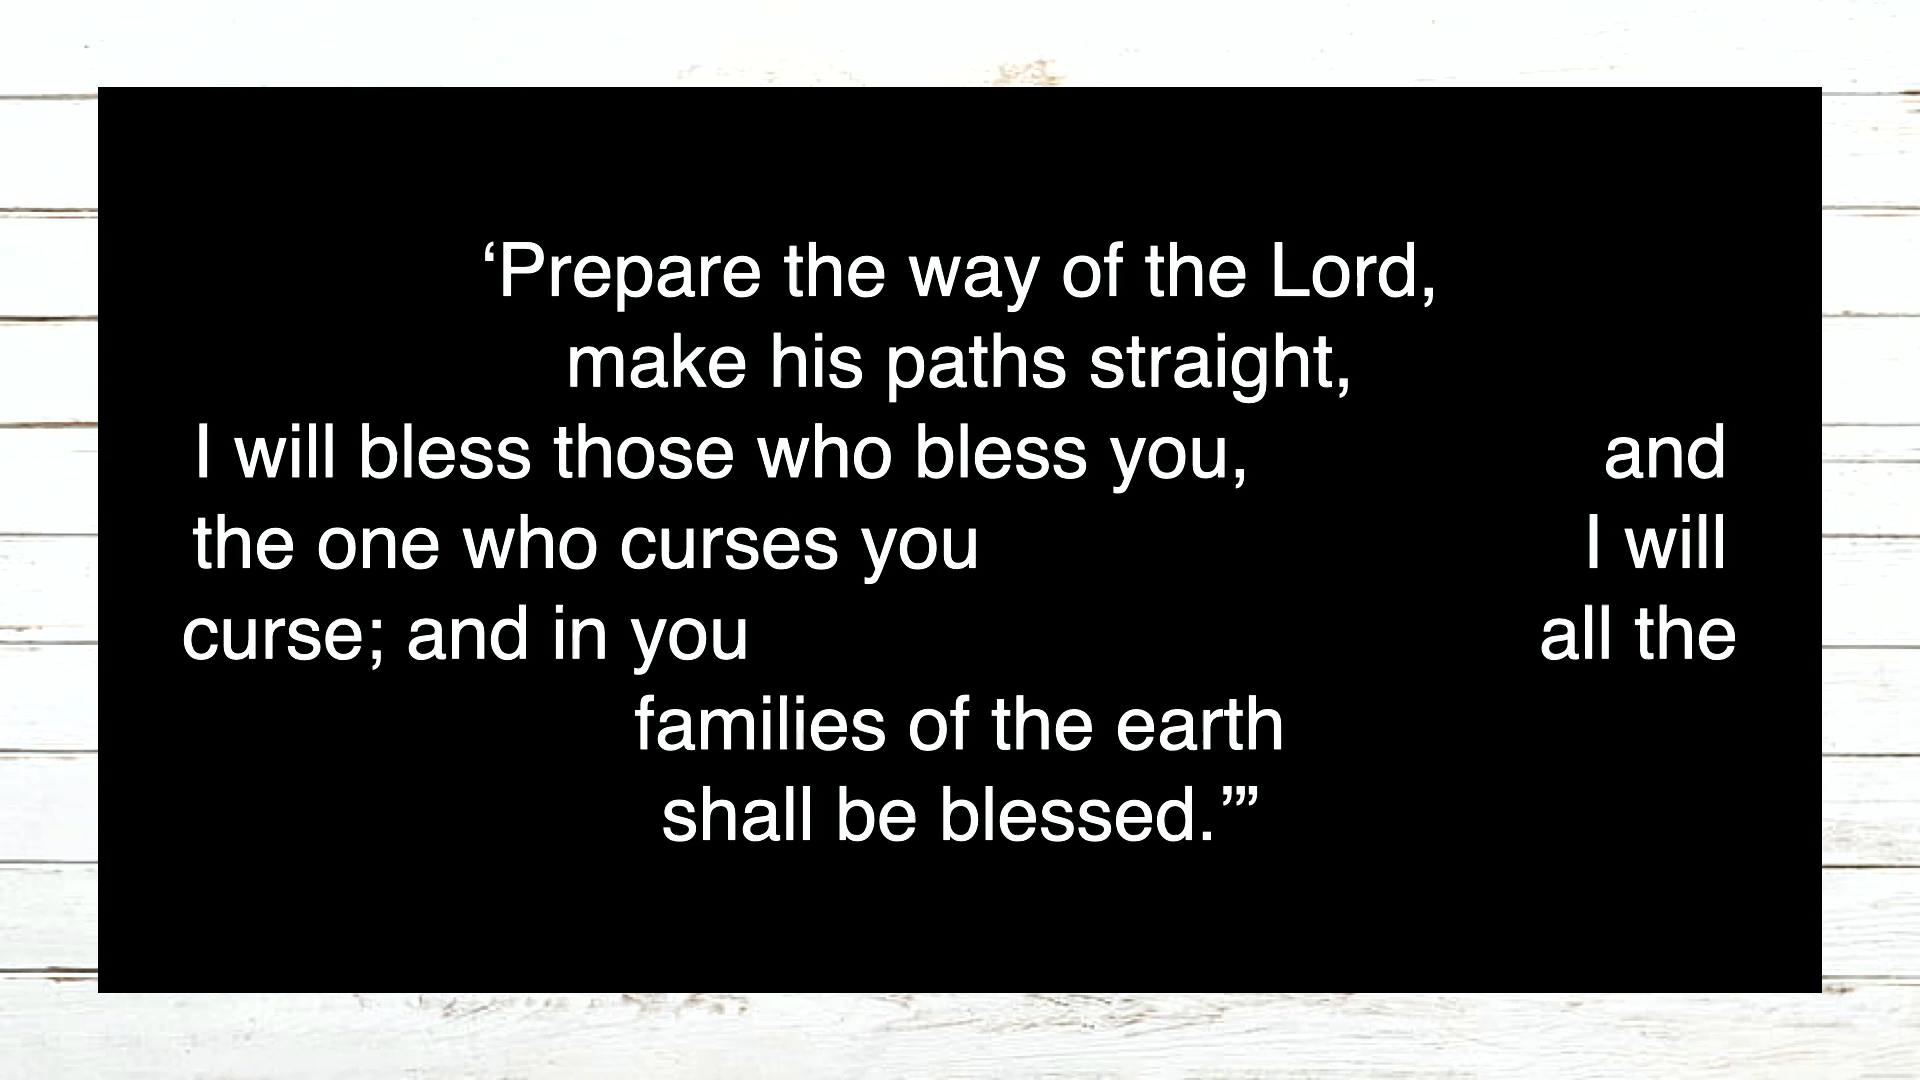 ‘Prepare the way of the Lord,
make his paths straight,
I will bless those who bless you, and
the one who curses you I will
curse; and in you all the
families of the earth
shall be blessed.’”